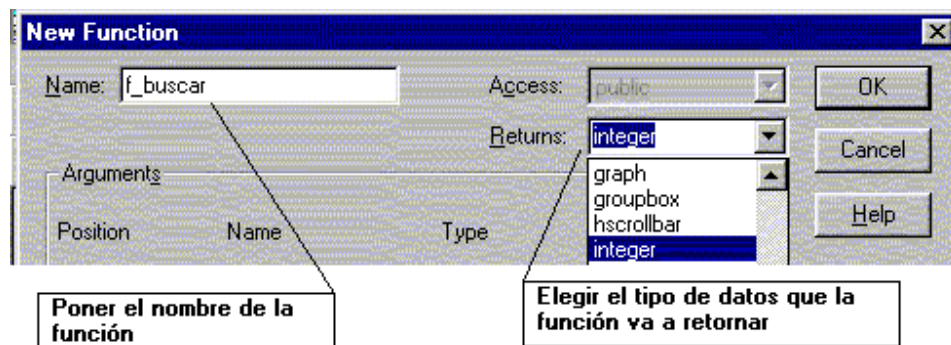 New Function
Name: f_buscar Access: public OK
Returns: integer Cancel
Arguments graph
groupbox
Position Name Type hscrollbar Help
integer
Poner el nombre de la
función
Elegir el tipo de datos que la
función va a retornar